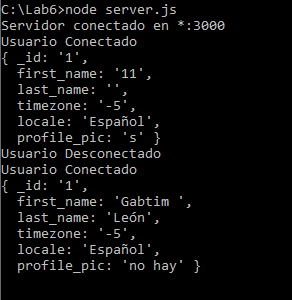 C:\Lab6>node server.js
Servidor conectado en *:3000
Usuario Conectado
{ _id: '1',
  first_name: '11',
  last_name: '',
  timezone: '-5',
  locale: 'Español',
  profile_pic: 's' }
Usuario Desconectado
Usuario Conectado
{ _id: '1',
  first_name: 'Gabtim ',
  last_name: 'León',
  timezone: '-5',
  locale: 'Español',
  profile_pic: 'no hay' }